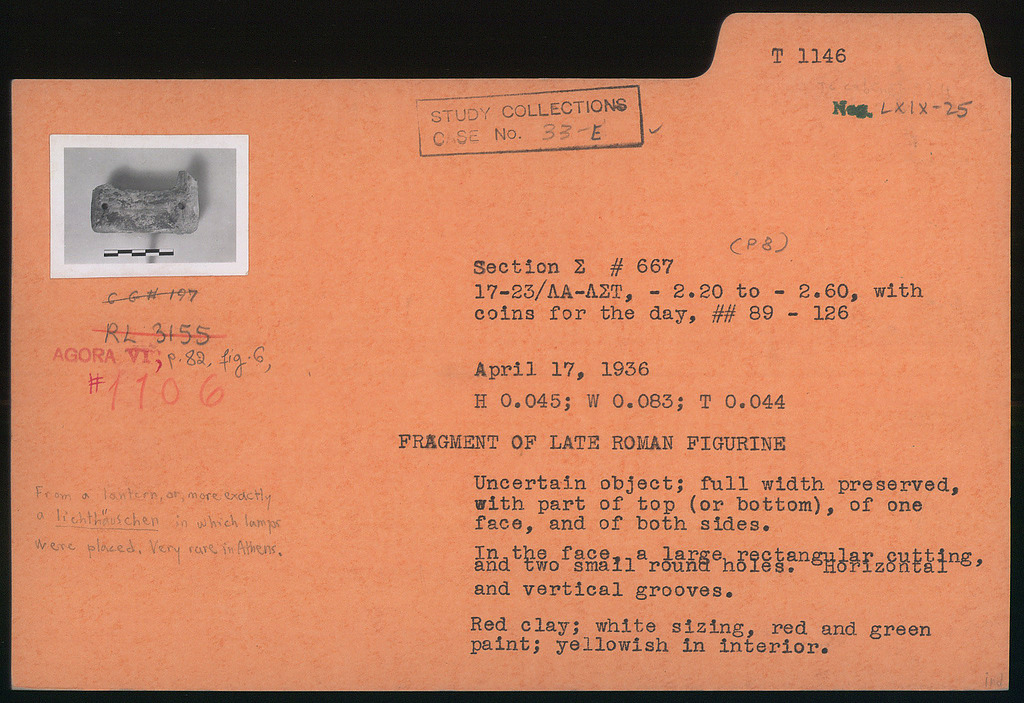 T 1146
Neg. LXIX-25
STUDY COLLECTIONS
CASE No. 33-E ✓
(PB)
Section Σ # 667
17-23/ΛΑ-ΛΣΤ, - 2.20 to - 2.60, with
coins for the day, ## 89 - 126
C G # 197
RL 3155
AGORA VI, p. 82, fig. 6,
#1106
April 17, 1936
H 0.045; W 0.083; T 0.044
FRAGMENT OF LATE ROMAN FIGURINE
Uncertain object; full width preserved,
with part of top (or bottom), of one
face, and of both sides.
In the face, a large rectangular cutting,
and two small round holes. Horizontal
and vertical grooves.
Red clay; white sizing, red and green
paint; yellowish in interior.
From a lantern, or, more exactly
a lichthäuschen in which lamps
were placed. Very rare in Athens.